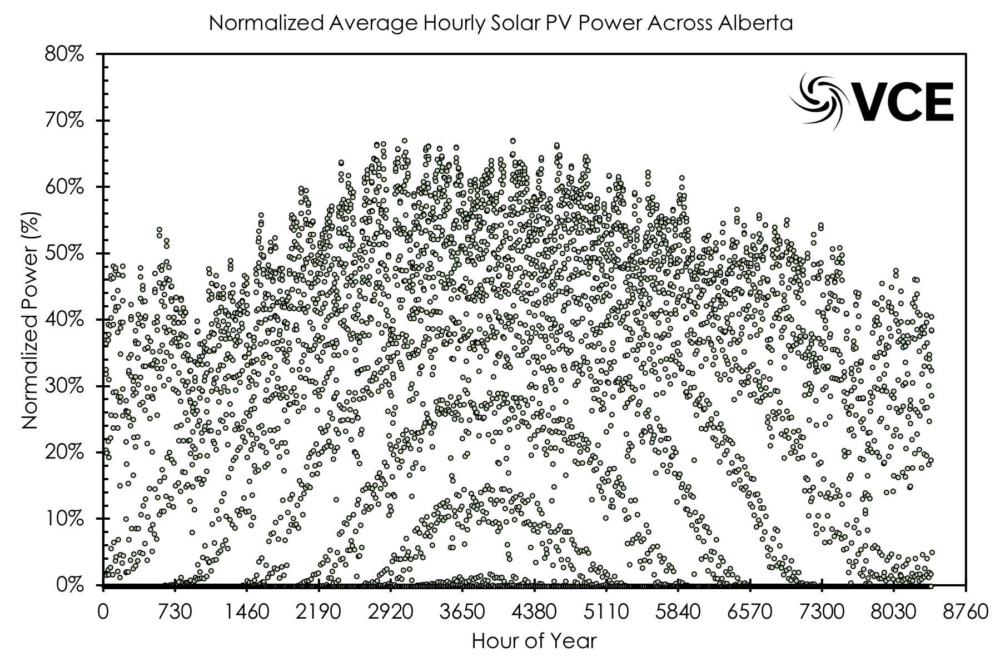 Normalized Average Hourly Solar PV Power Across Alberta
80%
VCE
70%
60%
50%
40%
30%
20%
10%
0%
Normalized Power (%)
0 730 1460 2190 2920 3650 4380 5110 5840 6570 7300 8030 8760
Hour of Year